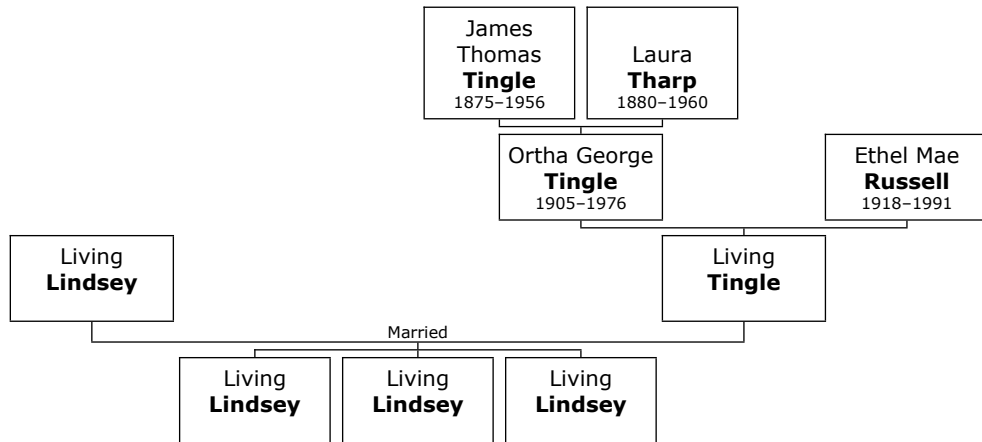 James
Thomas
Tingle
1875–1956
Laura
Tharp
1880–1960
Ortha George
Tingle
1905–1976
Ethel Mae
Russell
1918–1991
Living
Lindsey
Living
Tingle
Married
Living
Lindsey
Living
Lindsey
Living
Lindsey